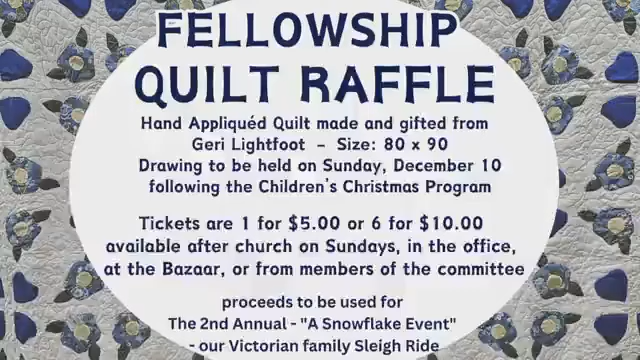 FELLOWSHIP
QUILT RAFFLE
Hand Appliquéd Quilt made and gifted from
Geri Lightfoot – Size: 80 x 90
Drawing to be held on Sunday, December 10
following the Children's Christmas Program
Tickets are 1 for $5.00 or 6 for $10.00
available after church on Sundays, in the office,
at the Bazaar, or from members of the committee
proceeds to be used for
The 2nd Annual - "A Snowflake Event"
- our Victorian family Sleigh Ride